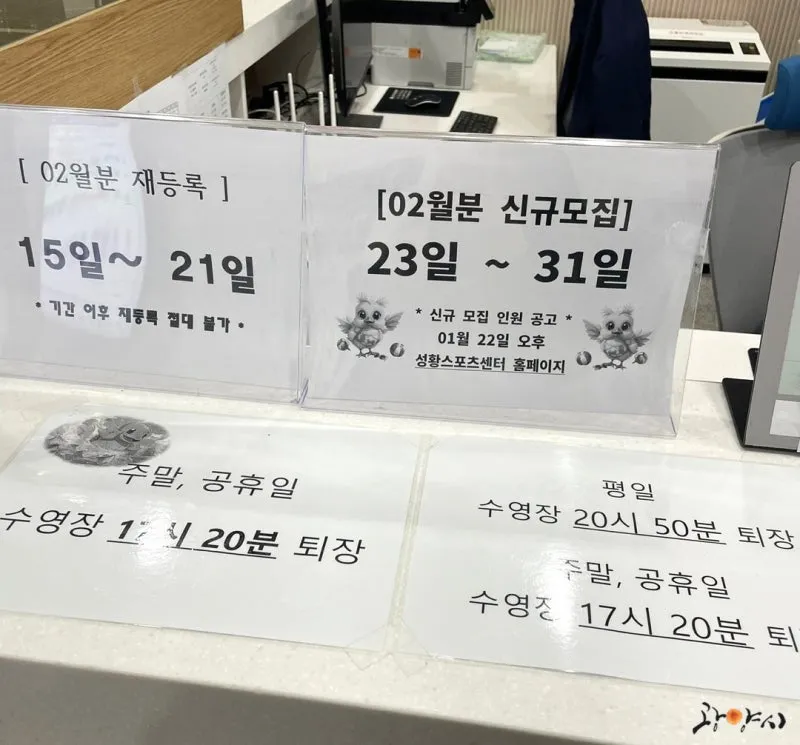 [ 02월분 재등록 ]
15일~ 21일
• 기간 이후 재등록 절대 불가 •
[02월분 신규모집]
23일 ~ 31일
* 신규 모집 인원 공고 *
01월 22일 오후
성황스포츠센터 홈페이지
주말, 공휴일
수영장 17시 20분 퇴장
평일
수영장 20시 50분 퇴장
주말, 공휴일
수영장 17시 20분 퇴
광양시